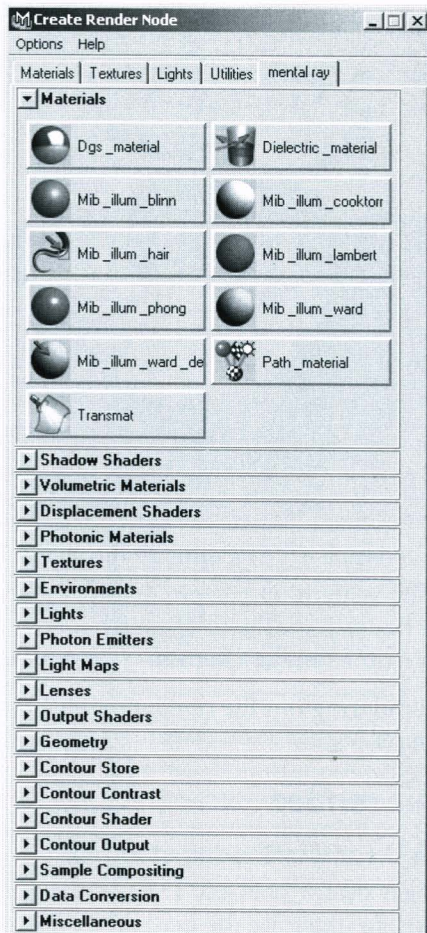 Create Render Node
Options Help
Materials Textures Lights Utilities mental ray
Materials
Dgs _material Dielectric _material
Mib _illum _blinn Mib _illum _cooktorr
Mib _illum _hair Mib _illum _lambert
Mib _illum _phong Mib _illum _ward
Mib _illum _ward _de Path _material
Transmat
Shadow Shaders
Volumetric Materials
Displacement Shaders
Photonic Materials
Textures
Environments
Lights
Photon Emitters
Light Maps
Lenses
Output Shaders
Geometry
Contour Store
Contour Contrast
Contour Shader
Contour Output
Sample Compositing
Data Conversion
Miscellaneous